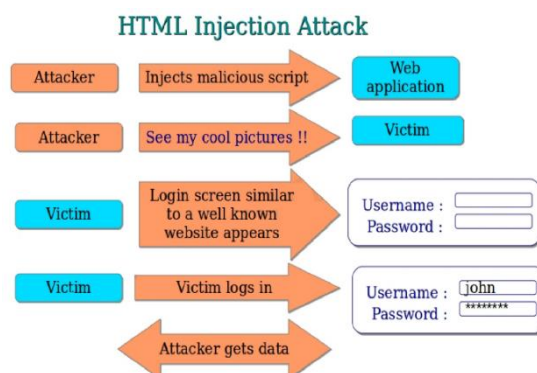 HTML Injection Attack
Attacker
Injects malicious script
Web
application
Attacker
See my cool pictures !!
Victim
Victim
Login screen similar
to a well known
website appears
Username :
Password :
Victim
Victim logs in
Username : john
Password : ********
Attacker gets data